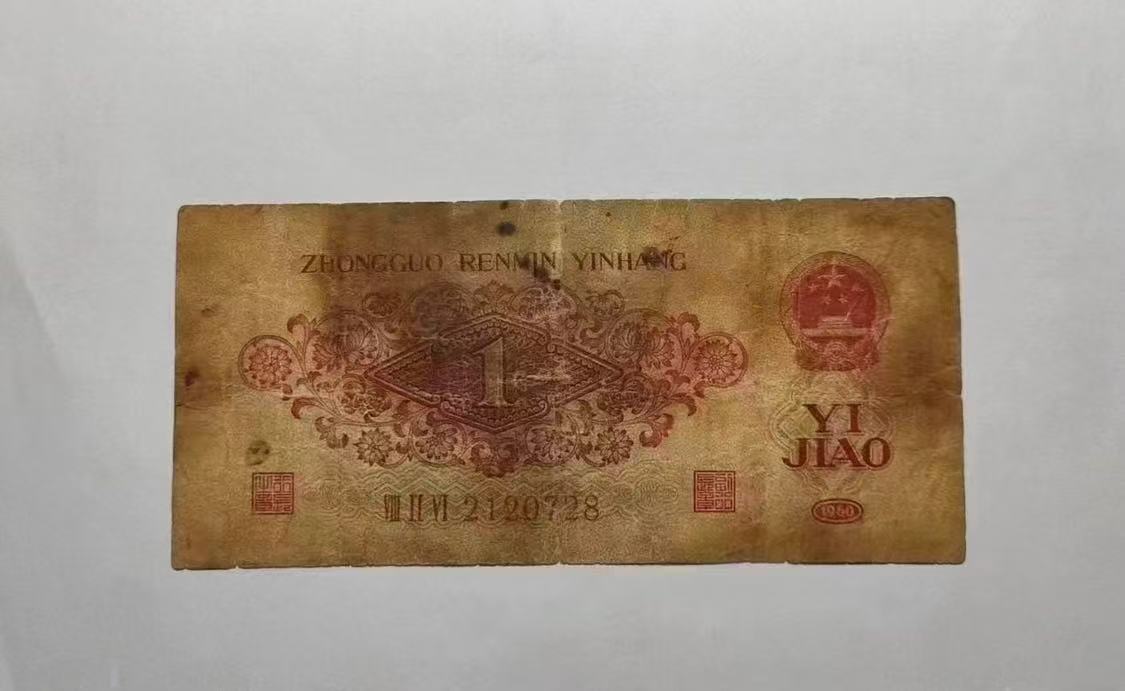 ZHONGGUO RENMIN YINHANG
1
YI
JIAO
VIII II VI 2120728
1960